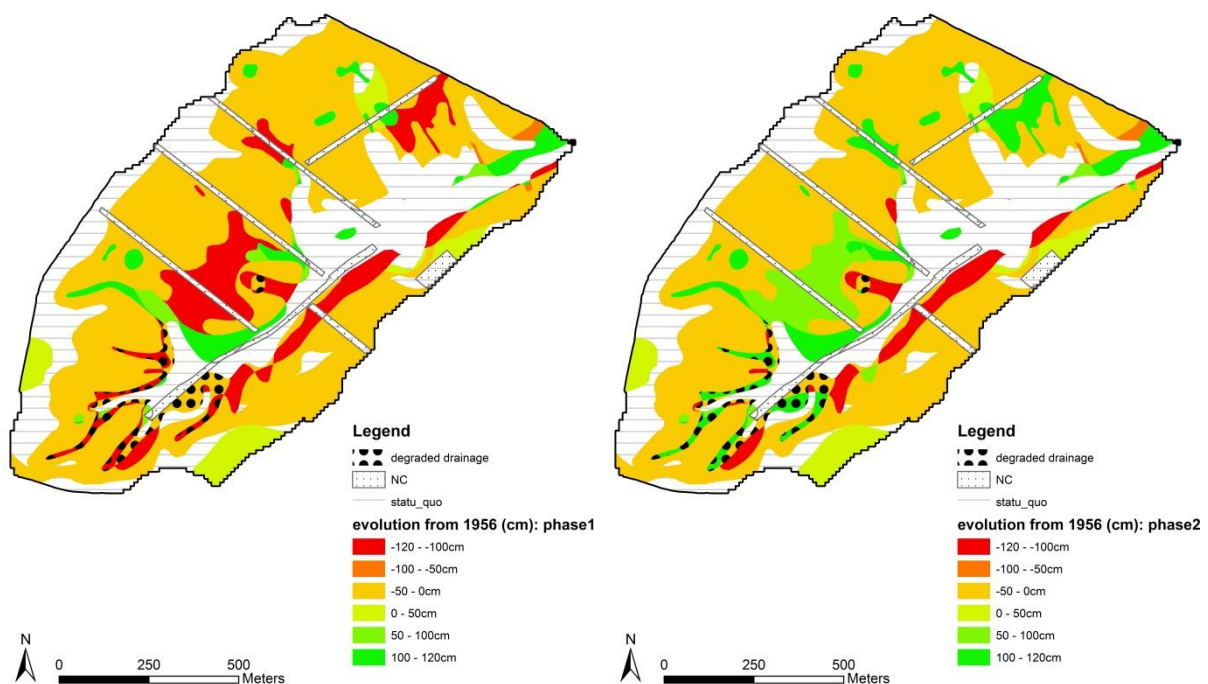 Legend
degraded drainage
NC
statu_quo
evolution from 1956 (cm): phase1
-120 - -100cm
-100 - -50cm
-50 - 0cm
0 - 50cm
50 - 100cm
100 - 120cm
N
0 250 500
Meters
Legend
degraded drainage
NC
statu_quo
evolution from 1956 (cm): phase2
-120 - -100cm
-100 - -50cm
-50 - 0cm
0 - 50cm
50 - 100cm
100 - 120cm
N
0 250 500
Meters